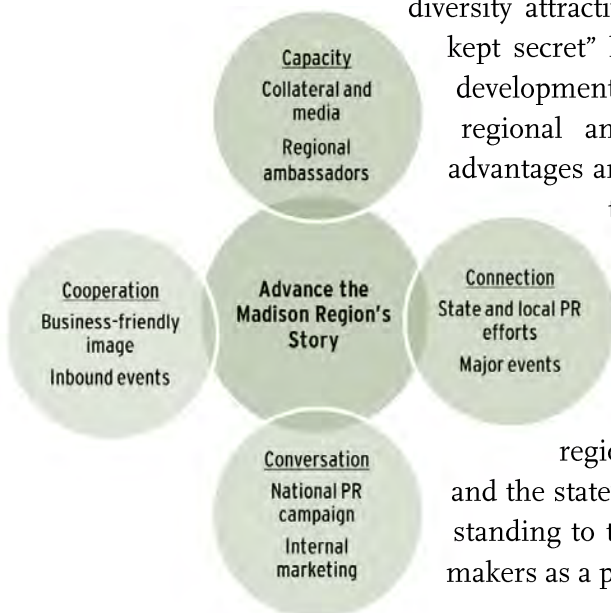 Capacity
Collateral and
media
Regional
ambassadors
Cooperation
Business-friendly
image
Inbound events
Advance the
Madison Region's
Story
Connection
State and local PR
efforts
Major events
Conversation
National PR
campaign
Internal
marketing
diversity attracti
kept secret”
development
regional an
advantages a
t
regio
and the state
standing to t
makers as a p